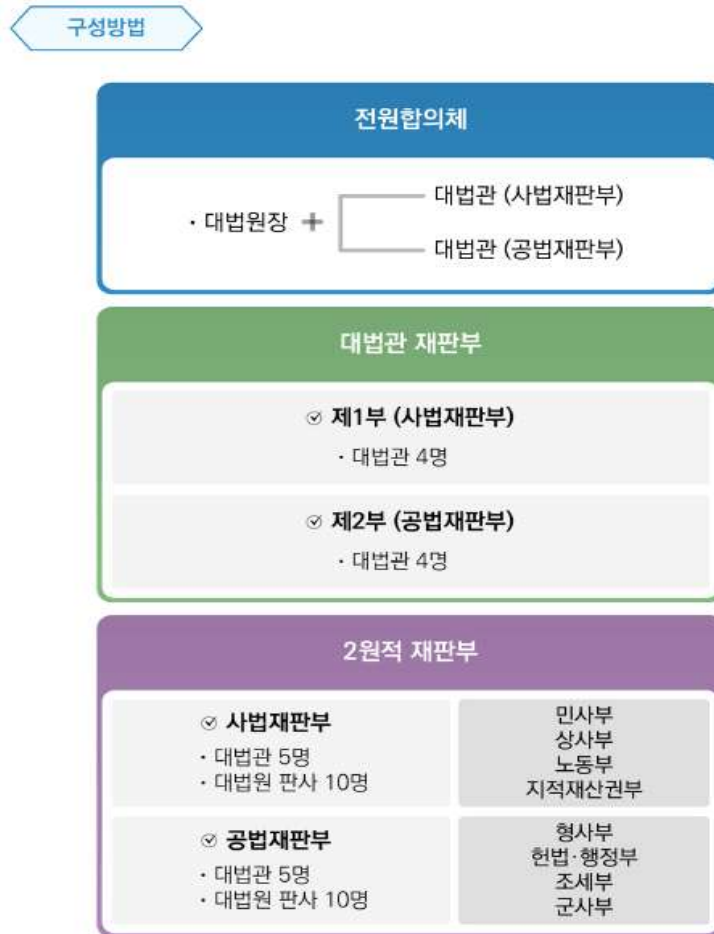 구성방법
전원합의체
· 대법원장 +
대법관 (사법재판부)
대법관 (공법재판부)
대법관 재판부
제1부 (사법재판부)
· 대법관 4명
제2부 (공법재판부)
· 대법관 4명
2원적 재판부
사법재판부
· 대법관 5명
· 대법원 판사 10명
민사부
상사부
노동부
지적재산권부
공법재판부
· 대법관 5명
· 대법원 판사 10명
형사부
헌법·행정부
조세부
군사부